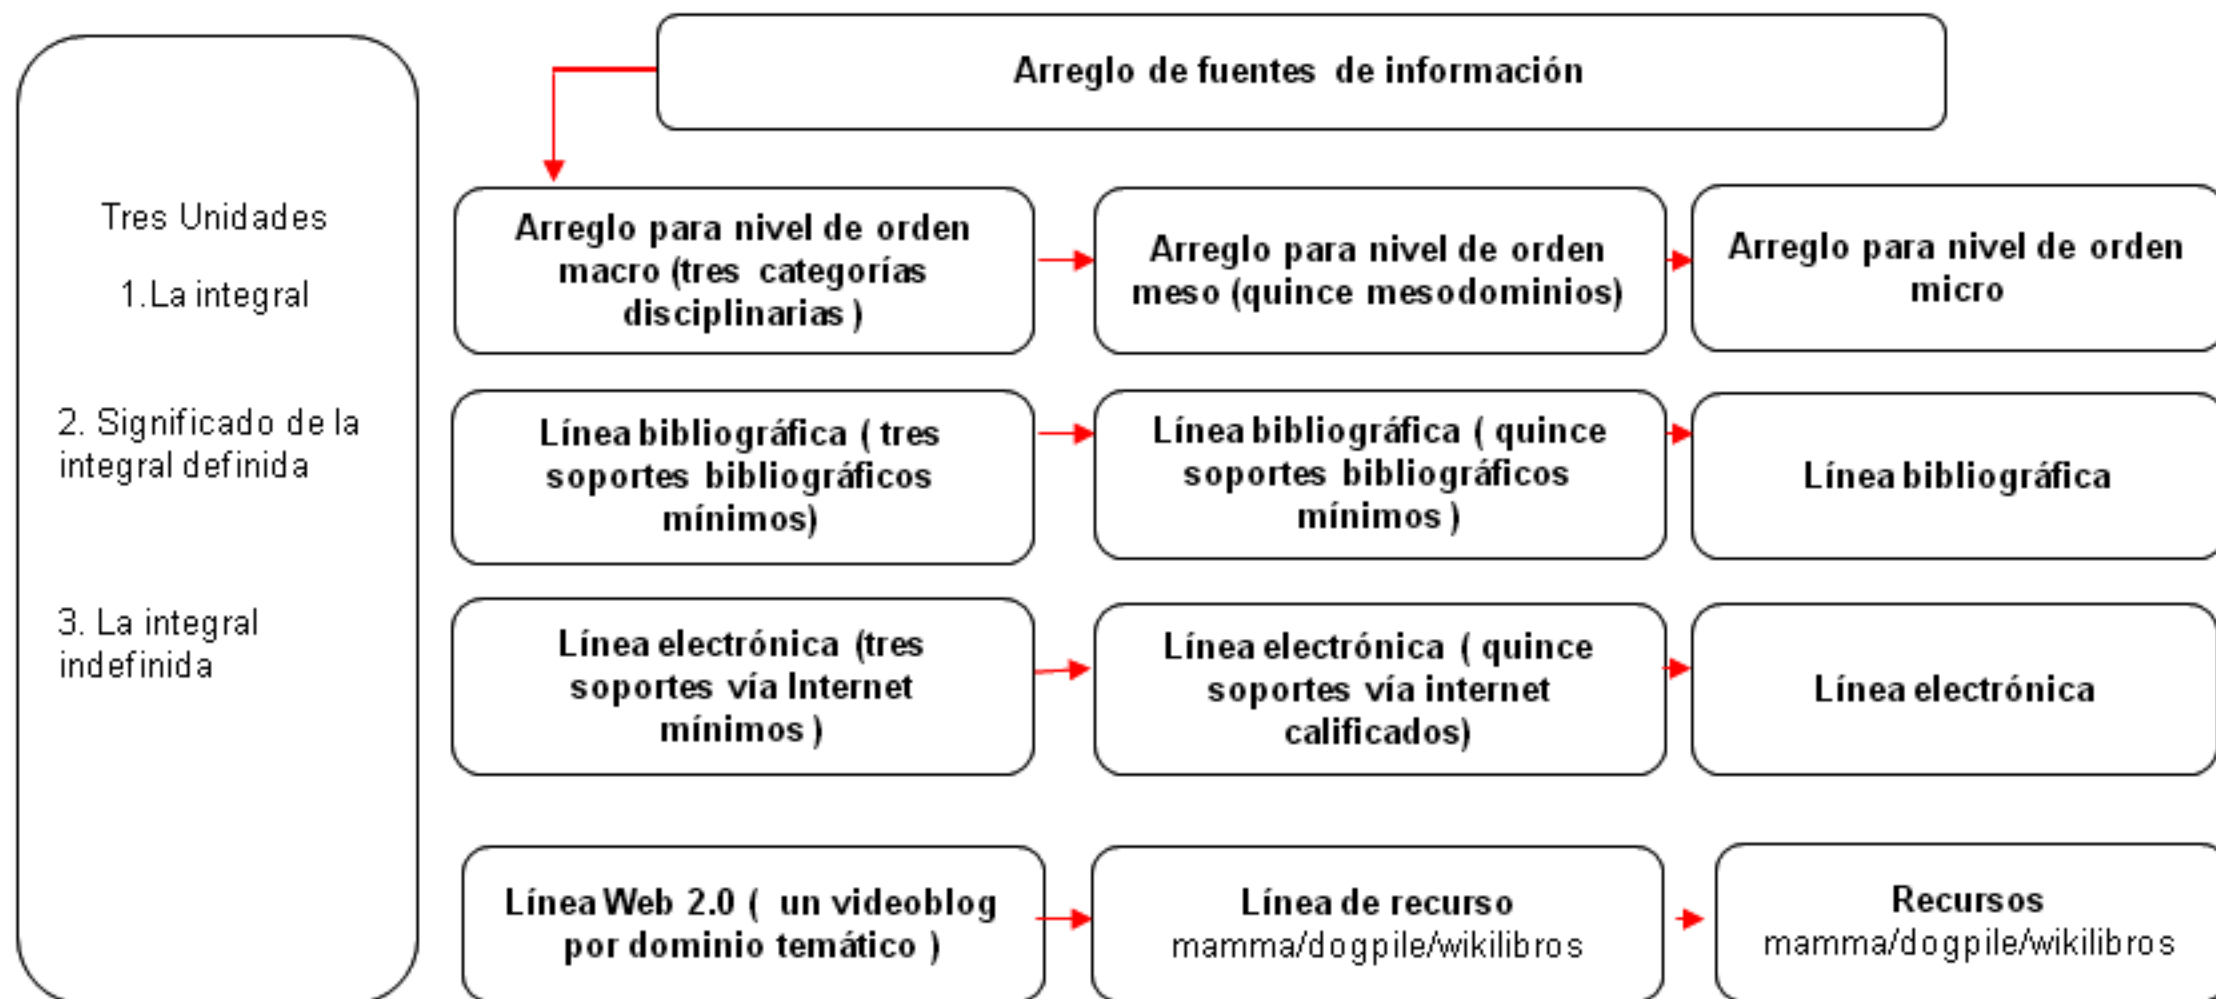 Arreglo de fuentes de información
Tres Unidades
1.La integral
2. Significado de la
integral definida
3. La integral
indefinida
Arreglo para nivel de orden
macro (tres categorías
disciplinarias )
Arreglo para nivel de orden
meso (quince mesodominios)
Arreglo para nivel de orden
micro
Línea bibliográfica ( tres
soportes bibliográficos
mínimos)
Línea bibliográfica ( quince
soportes bibliográficos
mínimos )
Línea bibliográfica
Línea electrónica (tres
soportes vía Internet
mínimos )
Línea electrónica ( quince
soportes vía internet
calificados)
Línea electrónica
Línea Web 2.0 ( un videoblog
por dominio temático )
Línea de recurso
mamma/dogpile/wikilibros
Recursos
mamma/dogpile/wikilibros